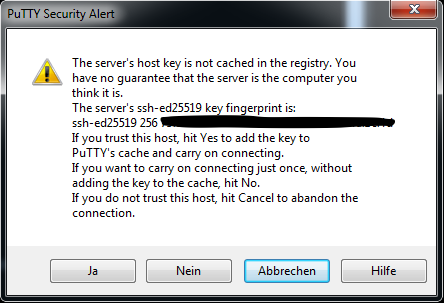 PuTTY Security Alert
The server's host key is not cached in the registry. You
have no guarantee that the server is the computer you
think it is.
The server's ssh-ed25519 key fingerprint is:
ssh-ed25519 256
If you trust this host, hit Yes to add the key to
PuTTY's cache and carry on connecting.
If you want to carry on connecting just once, without
adding the key to the cache, hit No.
If you do not trust this host, hit Cancel to abandon the
connection.
Ja
Nein
Abbrechen
Hilfe